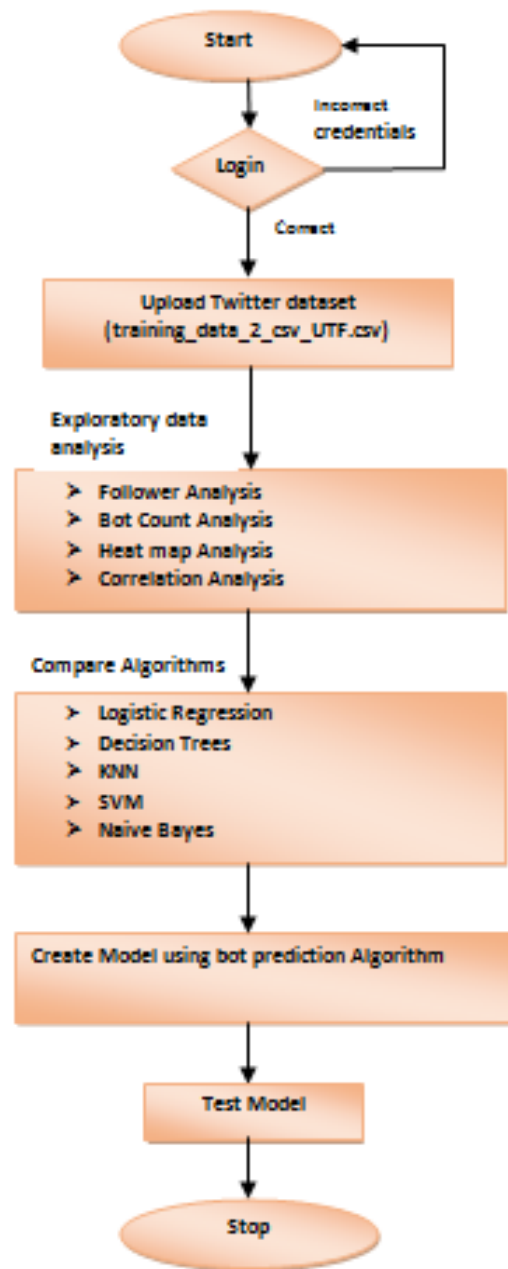 Start
Incorrect
credentials
Login
Correct
Upload Twitter dataset
(training_data_2_csv_UTF.csv)
Exploratory data
analysis
➤ Follower Analysis
➤ Bot Count Analysis
➤ Heat map Analysis
➤ Correlation Analysis
Compare Algorithms
➤ Logistic Regression
➤ Decision Trees
➤ KNN
➤ SVM
➤ Naive Bayes
Create Model using bot prediction Algorithm
Test Model
Stop